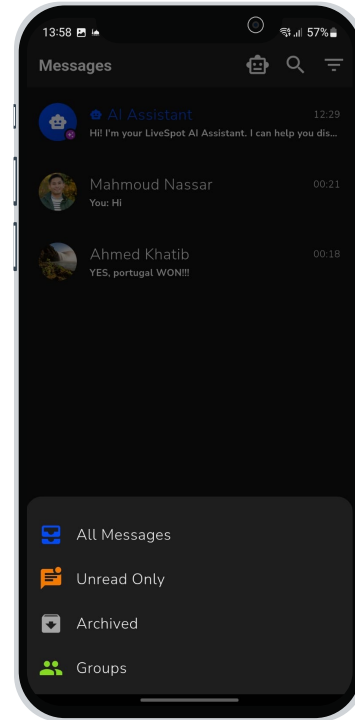 13:58 57%
Messages
AI Assistant 12:29
Hi! I'm your LiveSpot AI Assistant. I can help you dis...
Mahmoud Nassar 00:21
You: Hi
Ahmed Khatib 00:18
YES, portugal WON!!!
All Messages
Unread Only
Archived
Groups